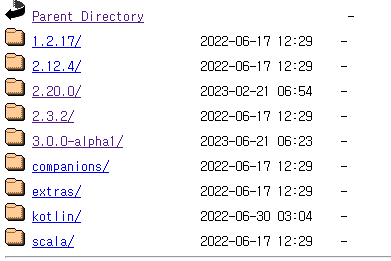 Parent Directory -
1.2.17/ 2022-06-17 12:29 -
2.12.4/ 2022-06-17 12:29 -
2.20.0/ 2023-02-21 06:54 -
2.3.2/ 2022-06-17 12:29 -
3.0.0-alpha1/ 2023-06-21 06:23 -
companions/ 2022-06-17 12:29 -
extras/ 2022-06-17 12:29 -
kotlin/ 2022-06-30 03:04 -
scala/ 2022-06-17 12:29 -